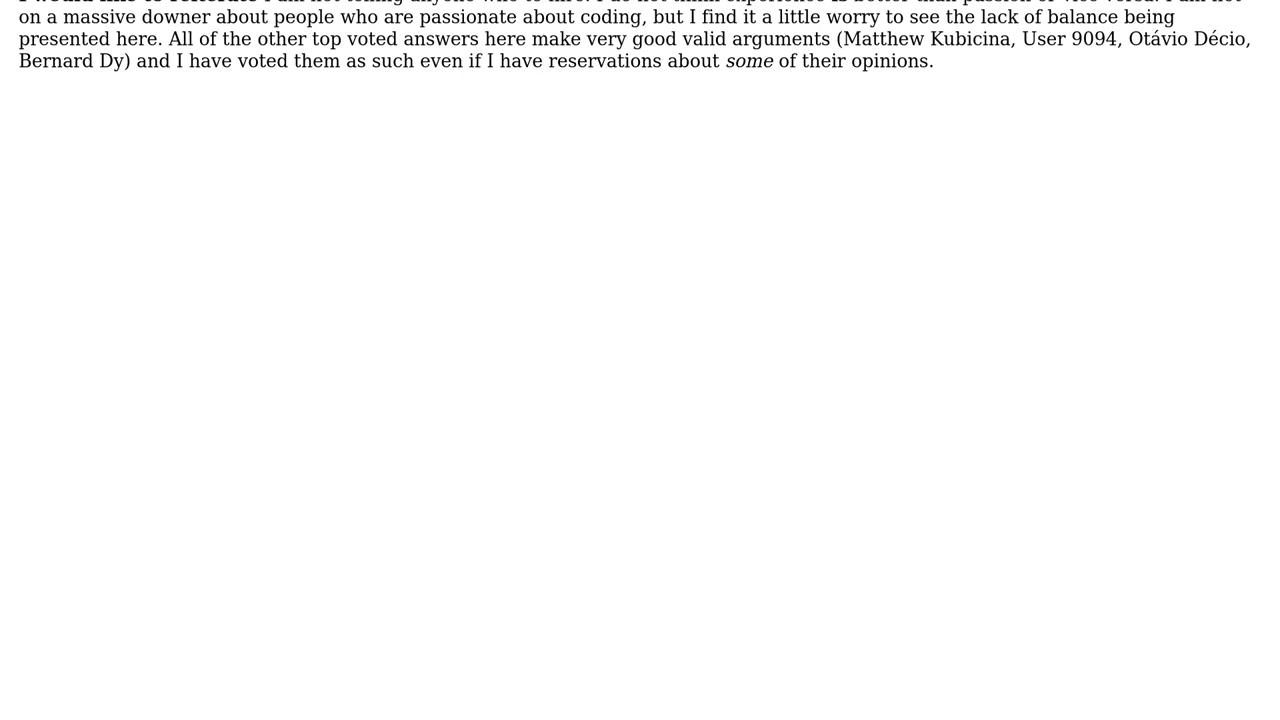 on a massive downer about people who are passionate about coding, but I find it a little worry to see the lack of balance being
presented here. All of the other top voted answers here make very good valid arguments (Matthew Kubicina, User 9094, Otávio Décio,
Bernard Dy) and I have voted them as such even if I have reservations about some of their opinions.